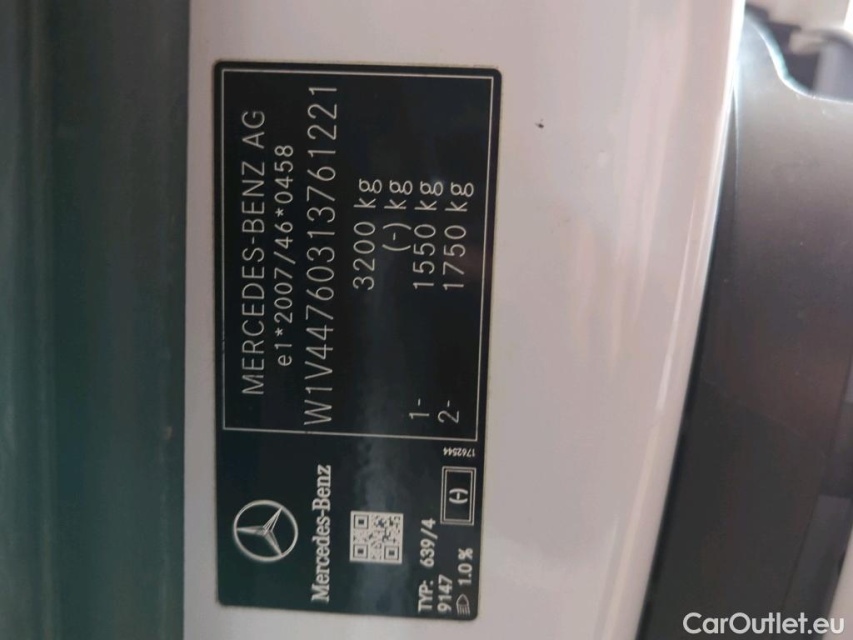 MERCEDES-BENZ AG
e1*2007/46*0458
W1V44760313761221
3200 kg
(-) kg
1- 1550 kg
2- 1750 kg
Mercedes-Benz
TYP: 639/4
9147
1.0 %
(-)
1762544
CarOutlet.eu